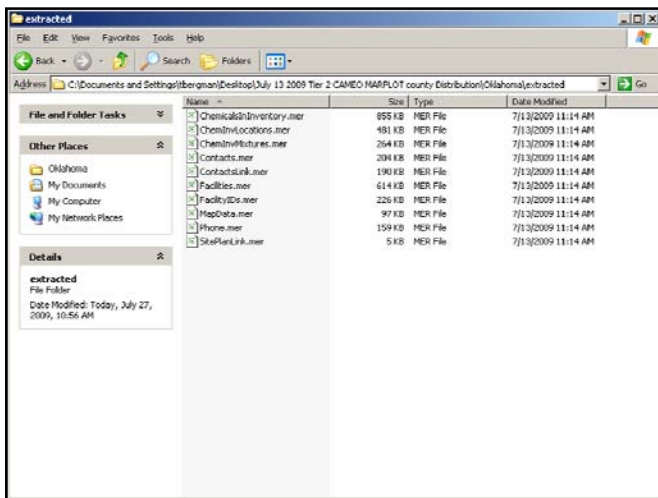 extracted
File Edit View Favorites Tools Help
Back Search Folders
Address C:\Documents and Settings\tbergman\Desktop\July 13 2009 Tier 2 CAMEO MARPLOT county Distribution\Oklahoma\extracted Go
File and Folder Tasks
Other Places
Oklahoma
My Documents
My Computer
My Network Places
Details
extracted
File Folder
Date Modified: Today, July 27,
2009, 10:56 AM
Name Size Type Date Modified
ChemicalsInInventory.mer 855 KB MER File 7/13/2009 11:14 AM
ChemInvLocations.mer 481 KB MER File 7/13/2009 11:14 AM
ChemInvMixtures.mer 264 KB MER File 7/13/2009 11:14 AM
Contacts.mer 204 KB MER File 7/13/2009 11:14 AM
ContactsLink.mer 190 KB MER File 7/13/2009 11:14 AM
Facilities.mer 614 KB MER File 7/13/2009 11:14 AM
FacilityIDs.mer 226 KB MER File 7/13/2009 11:14 AM
MapData.mer 97 KB MER File 7/13/2009 11:14 AM
Phone.mer 159 KB MER File 7/13/2009 11:14 AM
SitePlanLink.mer 5 KB MER File 7/13/2009 11:14 AM